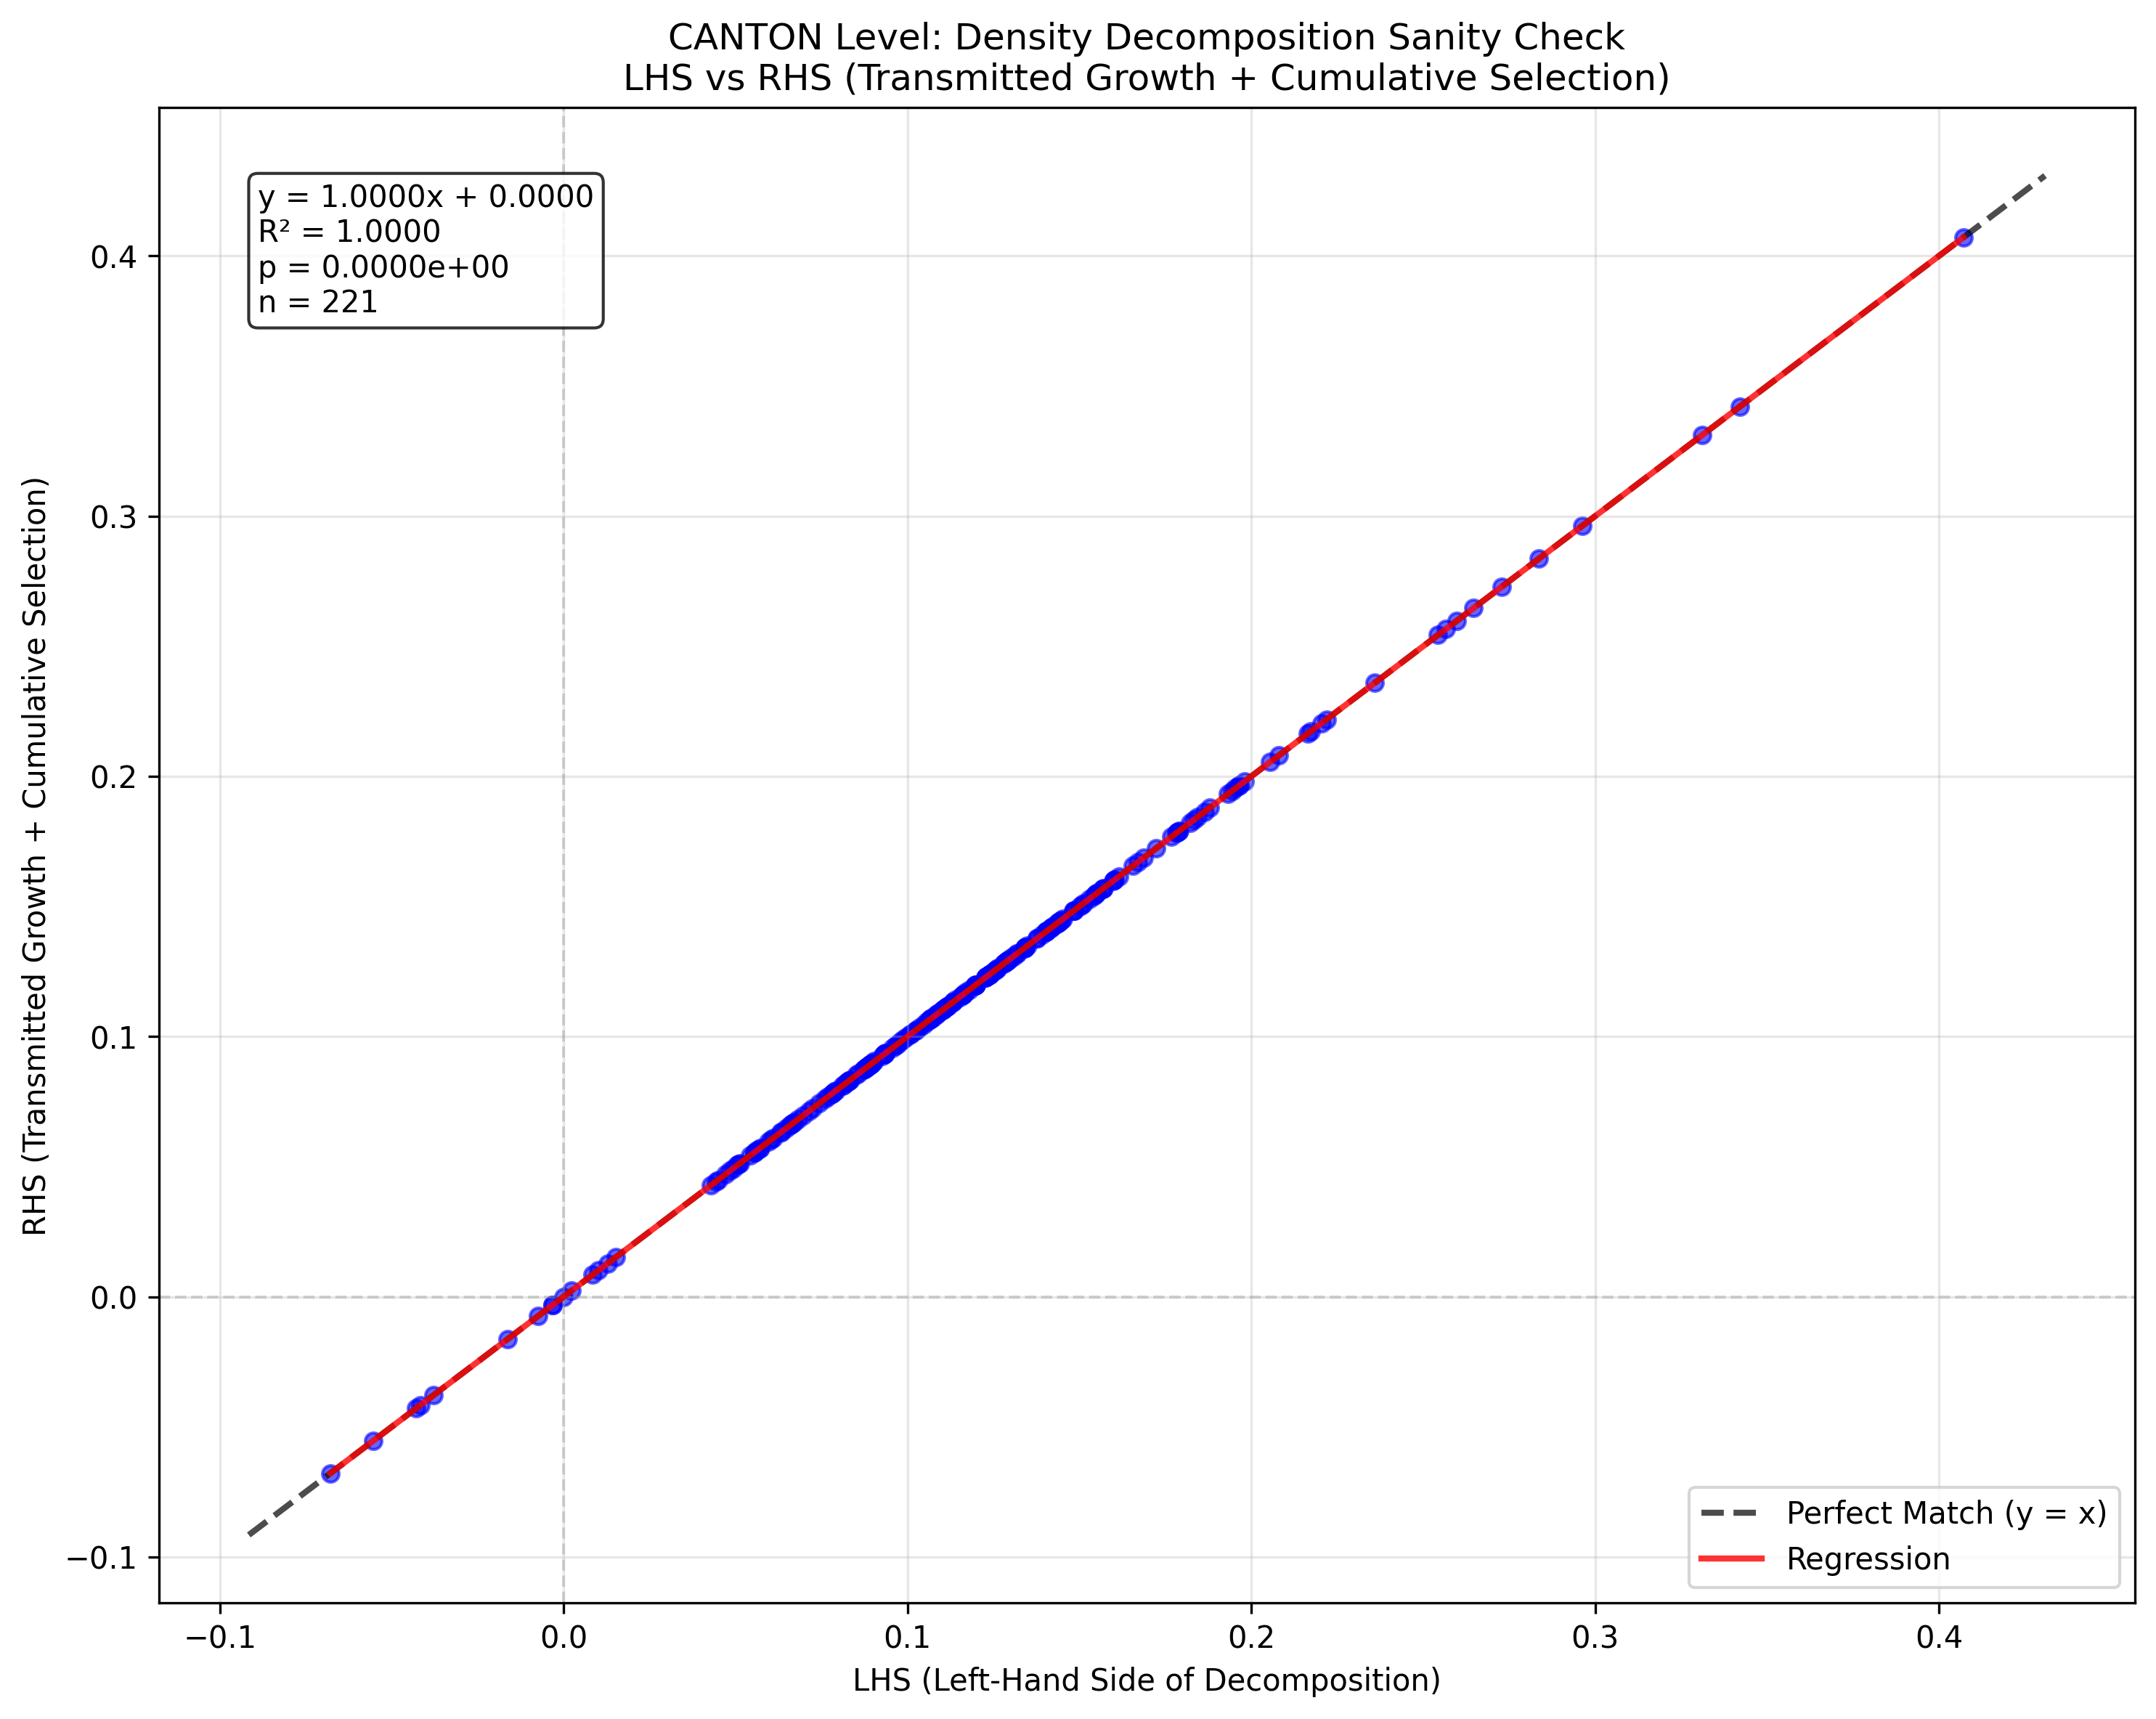 CANTON Level: Density Decomposition Sanity Check
LHS vs RHS (Transmitted Growth + Cumulative Selection)
y = 1.0000x + 0.0000
R² = 1.0000
p = 0.0000e+00
n = 221
RHS (Transmitted Growth + Cumulative Selection)
0.4
0.3
0.2
0.1
0.0
−0.1
Perfect Match (y = x)
Regression
−0.1
0.0
0.1
0.2
0.3
0.4
LHS (Left-Hand Side of Decomposition)